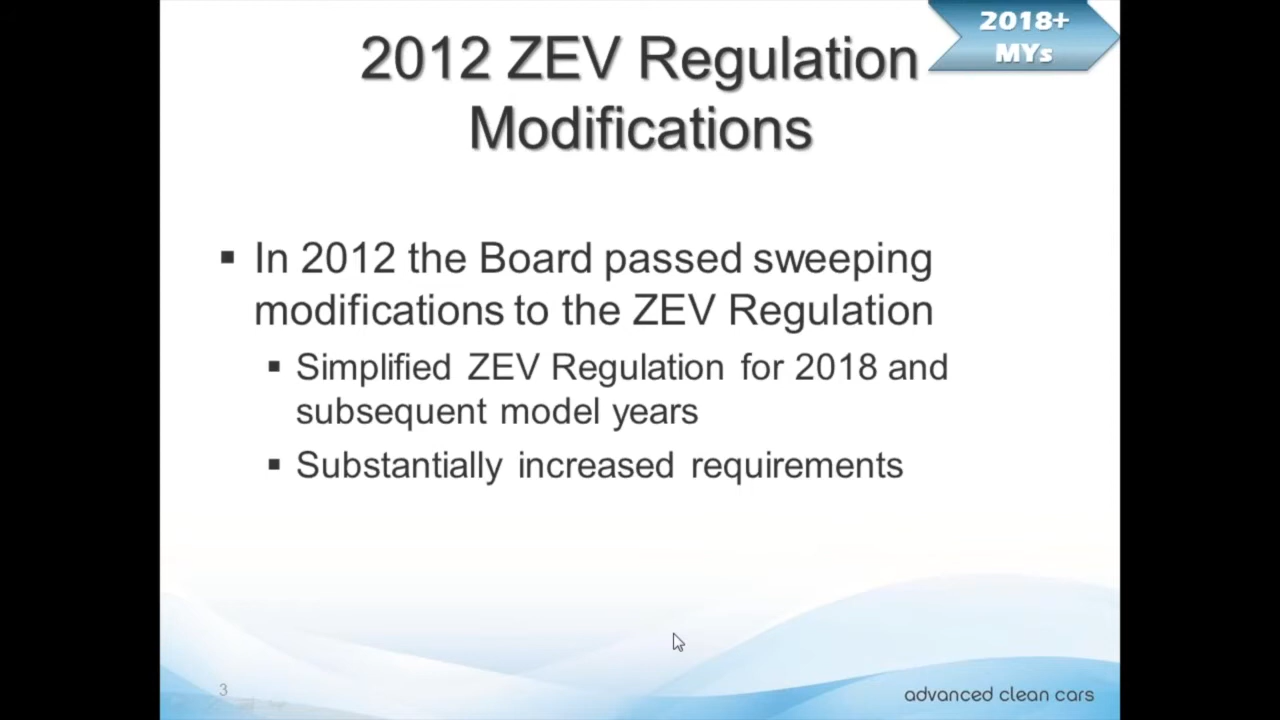 2018+
MYs
2012 ZEV Regulation
Modifications
▪ In 2012 the Board passed sweeping
modifications to the ZEV Regulation
▪ Simplified ZEV Regulation for 2018 and
subsequent model years
▪ Substantially increased requirements
3
advanced clean cars